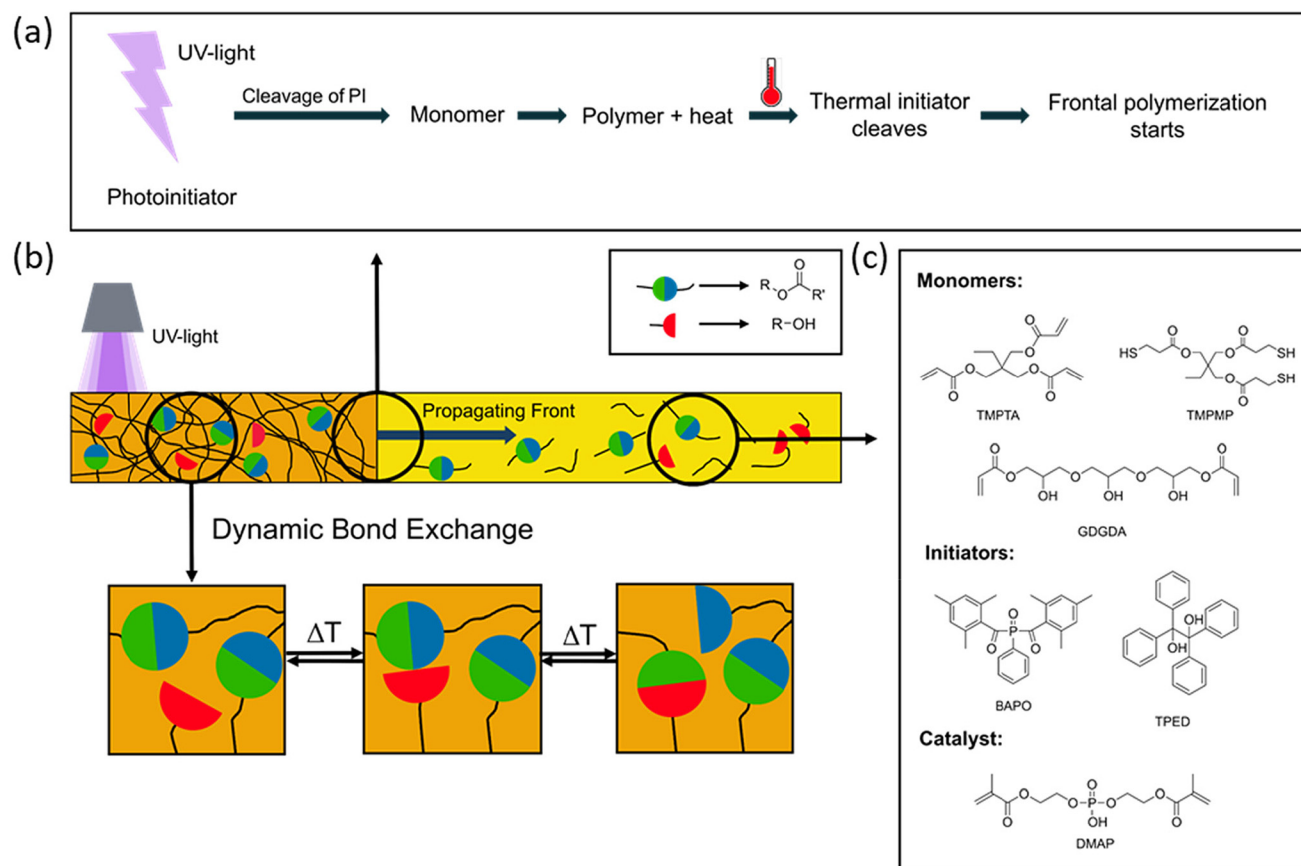 (a)
UV-light
Photoinitiator
Cleavage of PI
Monomer
Polymer + heat
Thermal initiator
cleaves
Frontal polymerization
starts
(b)
UV-light
R O O R'
R-OH
Propagating Front
Dynamic Bond Exchange
ΔT
ΔT
(c)
Monomers:
O O O O O O
TMPTA
HS O O O O SH O O SH
TMPMP
O O O O O O
OH OH OH
GDGDA
Initiators:
O
P
O O
BAPO
OH
OH
TPED
Catalyst:
O
O O P O O
O OH O
DMAP